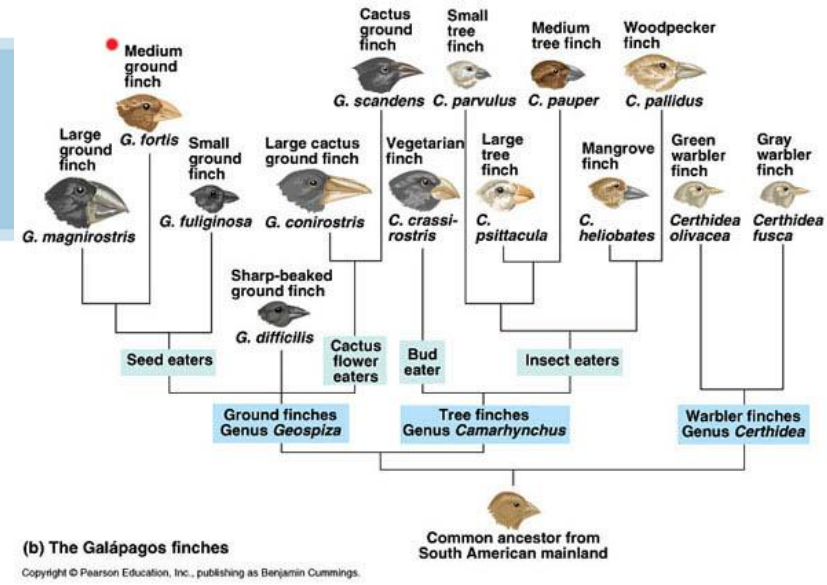 Cactus
ground
finch
G. scandens
Small
tree
finch
C. parvulus
Medium
tree finch
C. pauper
Woodpecker
finch
C. pallidus
Medium
ground
finch
G. fortis
Large
ground
finch
G. magnirostris
Small
ground
finch
G. fuliginosa
Large cactus
ground finch
G. conirostris
Vegetarian
finch
C. crassi-
rostris
Large
tree
finch
C.
psittacula
Mangrove
finch
C.
heliobates
Green
warbler
finch
Certhidea
olivacea
Gray
warbler
finch
Certhidea
fusca
Sharp-beaked
ground finch
G. difficilis
Seed eaters
Cactus
flower
eaters
Bud
eater
Insect eaters
Ground finches
Genus Geospiza
Tree finches
Genus Camarhynchus
Warbler finches
Genus Certhidea
Common ancestor from
South American mainland
(b) The Galápagos finches
Copyright © Pearson Education, Inc., publishing as Benjamin Cummings.